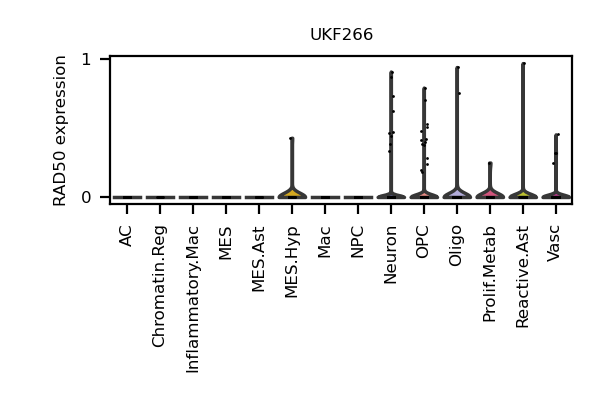 UKF266
RAD50 expression
1
0
AC
Chromatin.Reg
Inflammatory.Mac
MES
MES.Ast
MES.Hyp
Mac
NPC
Neuron
OPC
Oligo
Prolif.Metab
Reactive.Ast
Vasc